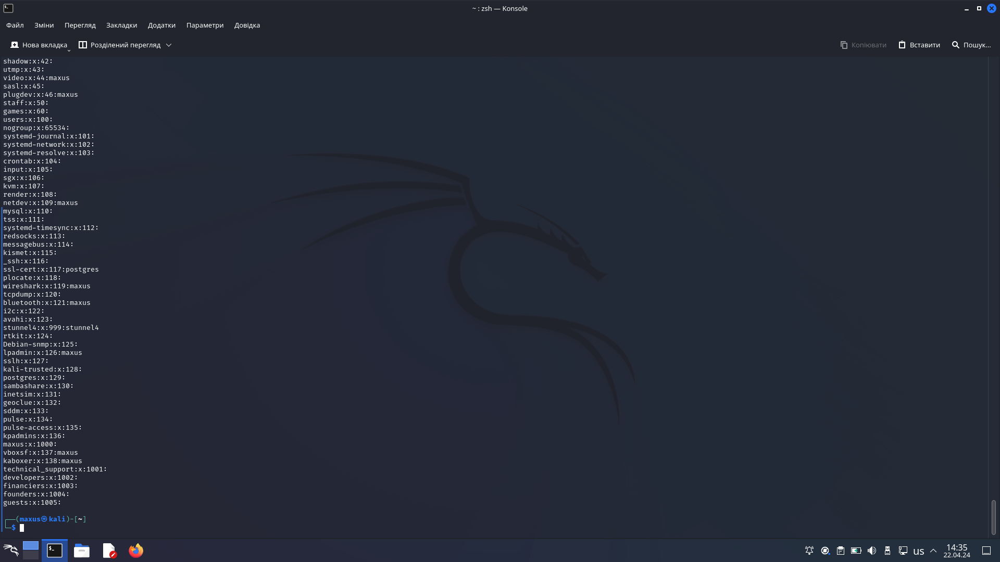 ~ : zsh — Konsole
Файл Зміни Перегляд Закладки Додатки Параметри Довідка
Нова вкладка Розділений перегляд Копіювати Вставити Пошук...
shadow:x:42:
utmp:x:43:
video:x:44:maxus
sasl:x:45:
plugdev:x:46:maxus
staff:x:50:
games:x:60:
users:x:100:
nogroup:x:65534:
systemd-journal:x:101:
systemd-network:x:102:
systemd-resolve:x:103:
crontab:x:104:
input:x:105:
sgx:x:106:
kvm:x:107:
render:x:108:
netdev:x:109:maxus
mysql:x:110:
tss:x:111:
systemd-timesync:x:112:
redsocks:x:113:
messagebus:x:114:
kismet:x:115:
_ssh:x:116:
ssl-cert:x:117:postgres
plocate:x:118:
wireshark:x:119:maxus
tcpdump:x:120:
bluetooth:x:121:maxus
i2c:x:122:
avahi:x:123:
stunnel4:x:999:stunnel4
rtkit:x:124:
Debian-snmp:x:125:
lpadmin:x:126:maxus
sslh:x:127:
kali-trusted:x:128:
postgres:x:129:
sambashare:x:130:
inetsim:x:131:
geoclue:x:132:
sddm:x:133:
pulse:x:134:
pulse-access:x:135:
kpadmins:x:136:
maxus:x:1000:
vboxsf:x:137:maxus
kaboxer:x:138:maxus
technical_support:x:1001:
developers:x:1002:
financiers:x:1003:
founders:x:1004:
guests:x:1005:
┌──(maxus㉿kali)-[~]
└─$
us 14:35
22.04.24